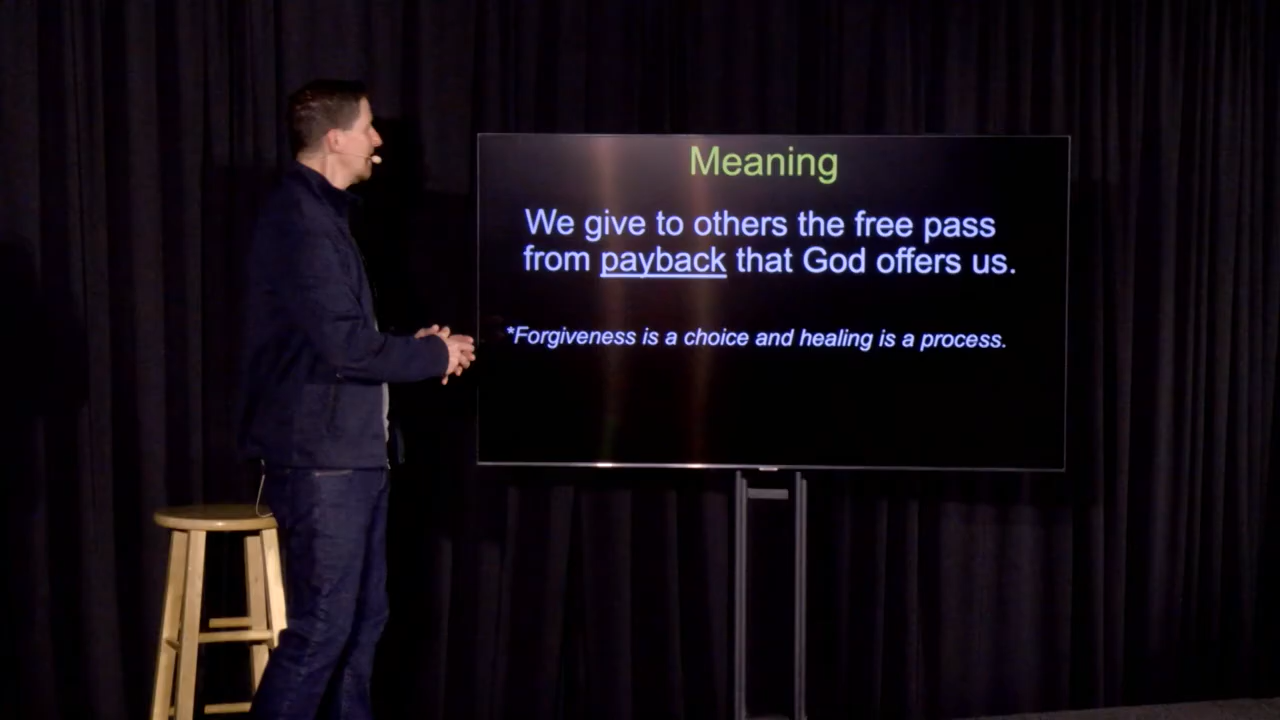 Meaning
We give to others the free pass
from payback that God offers us.
*Forgiveness is a choice and healing is a process.